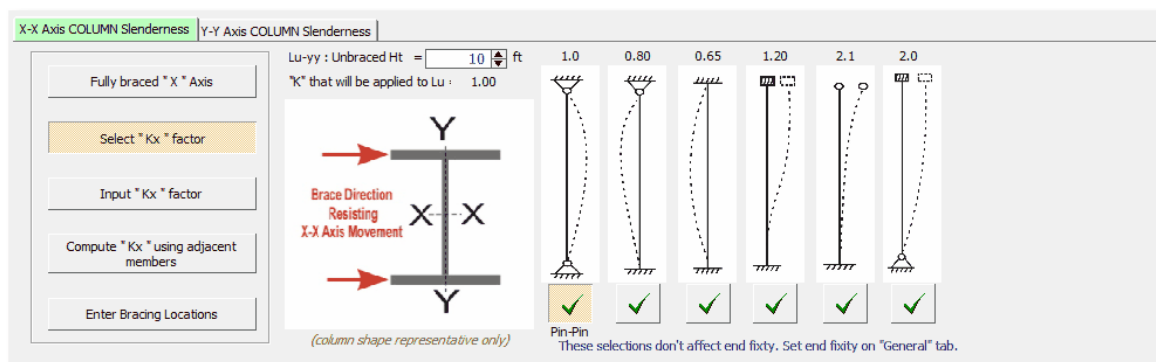 X-X Axis COLUMN Slenderness
Y-Y Axis COLUMN Slenderness
Fully braced "X" Axis
Select "Kx" factor
Input "Kx" factor
Compute "Kx" using adjacent
members
Enter Bracing Locations
Lu-yy : Unbraced Ht = 10 ft
"K" that will be applied to Lu : 1.00
Y
Brace Direction
Resisting
X-X Axis Movement
X X
Y
(column shape representative only)
1.0 0.80 0.65 1.20 2.1 2.0
Pin-Pin
These selections don't affect end fixty. Set end fixity on "General" tab.